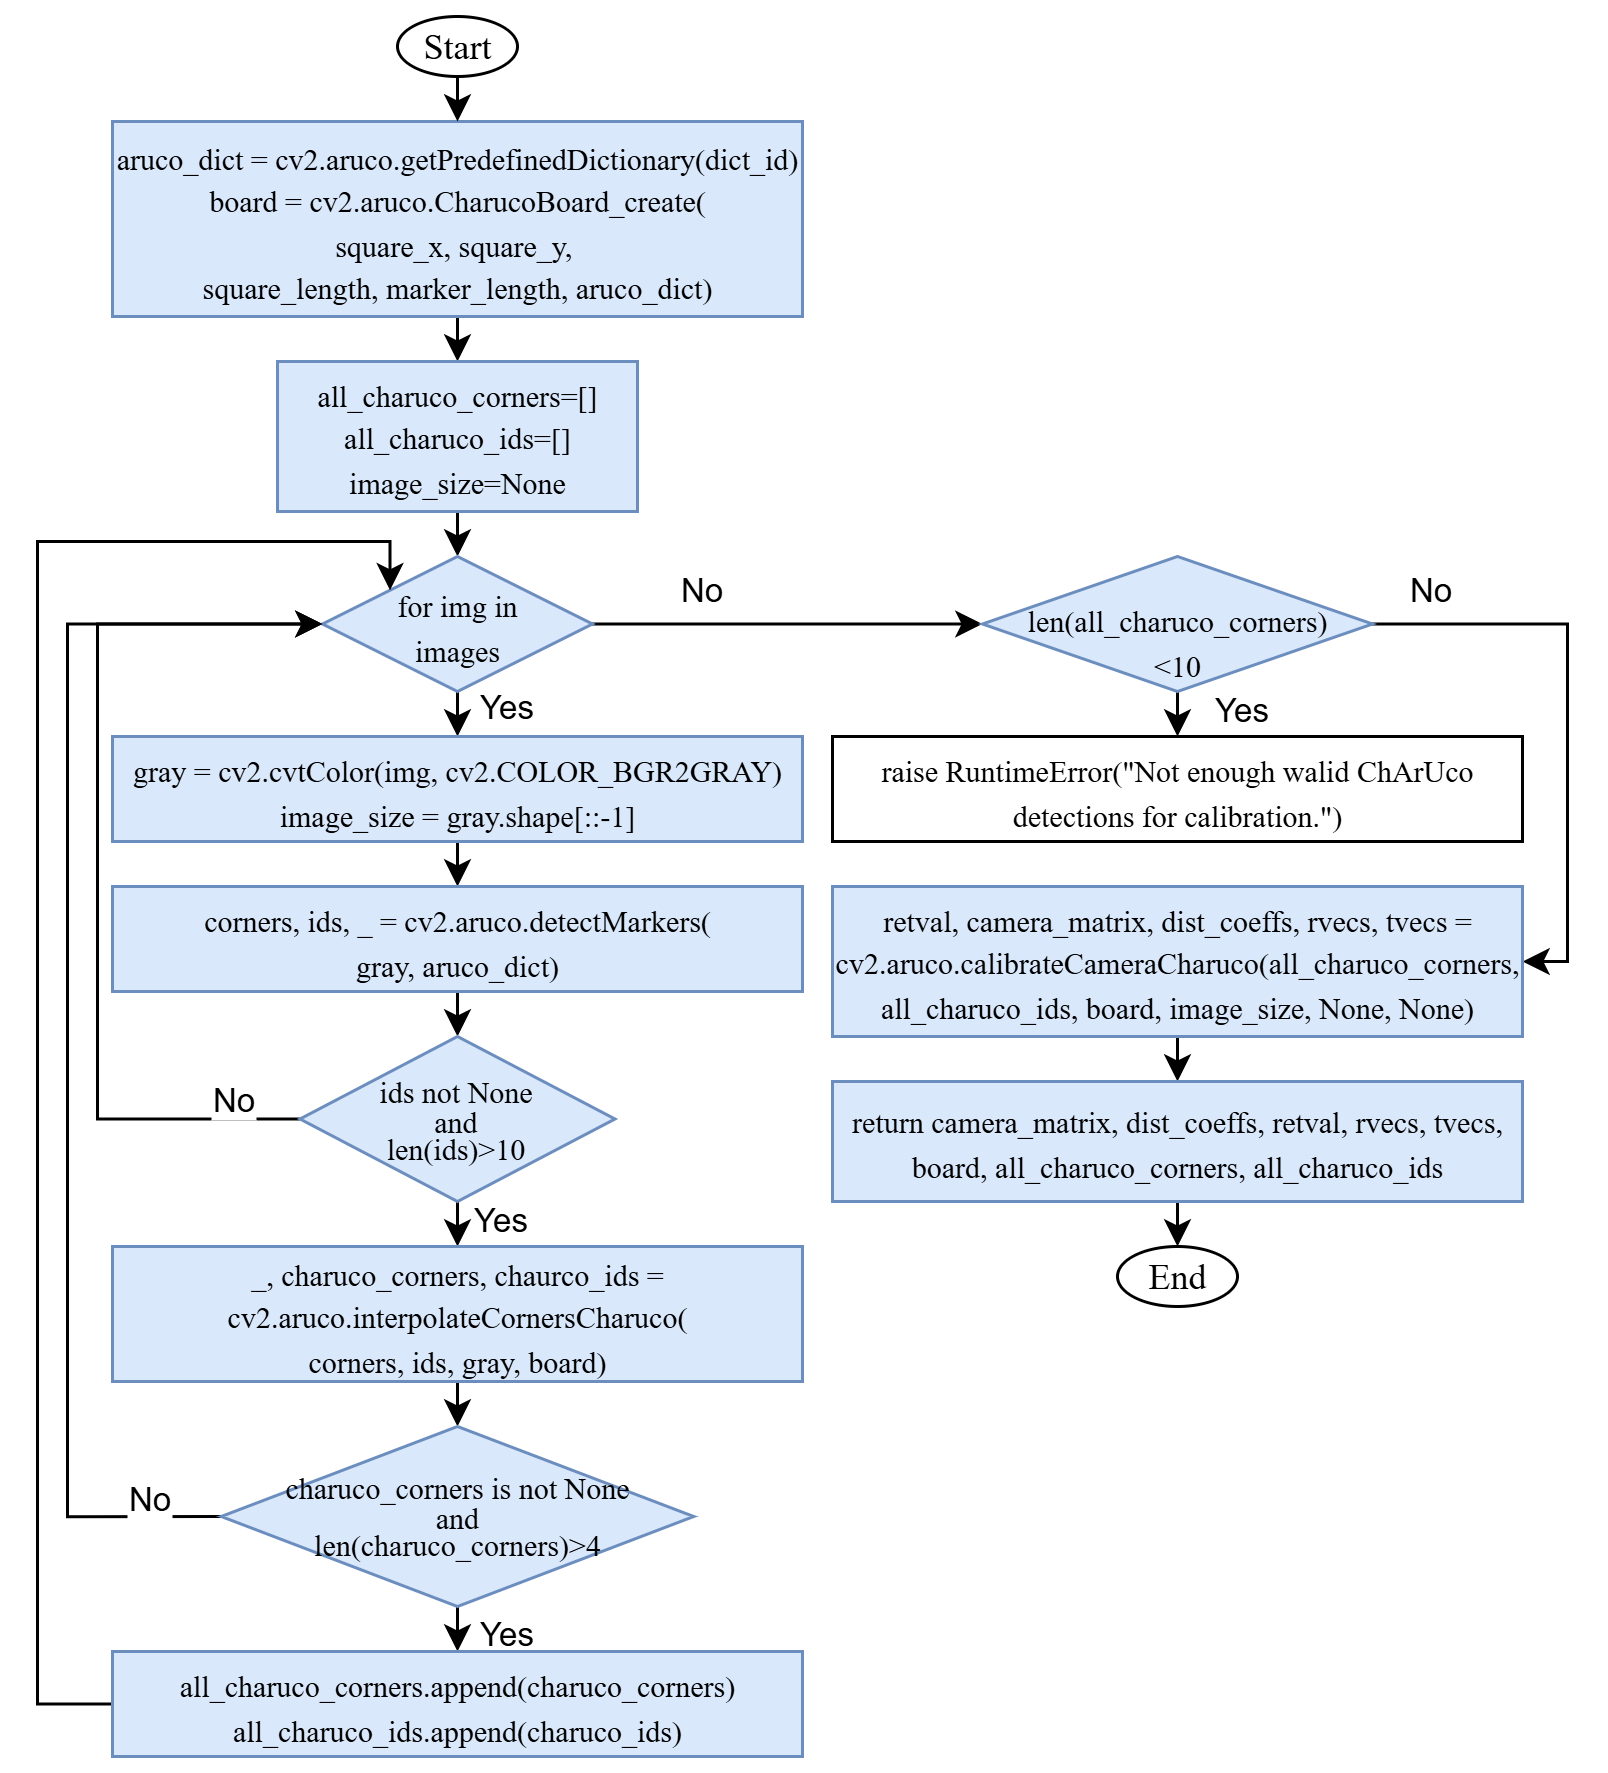 Start
aruco_dict = cv2.aruco.getPredefinedDictionary(dict_id)
board = cv2.aruco.CharucoBoard_create(
square_x, square_y,
square_length, marker_length, aruco_dict)
all_charuco_corners=[]
all_charuco_ids=[]
image_size=None
for img in
images
No
Yes
gray = cv2.cvtColor(img, cv2.COLOR_BGR2GRAY)
image_size = gray.shape[::-1]
corners, ids, _ = cv2.aruco.detectMarkers(
gray, aruco_dict)
ids not None
and
len(ids)>10
No
Yes
_, charuco_corners, chaurco_ids =
cv2.aruco.interpolateCornersCharuco(
corners, ids, gray, board)
charuco_corners is not None
and
len(charuco_corners)>4
No
Yes
all_charuco_corners.append(charuco_corners)
all_charuco_ids.append(charuco_ids)
len(all_charuco_corners)
<10
No
Yes
raise RuntimeError("Not enough walid ChArUco
detections for calibration.")
retval, camera_matrix, dist_coeffs, rvecs, tvecs =
cv2.aruco.calibrateCameraCharuco(all_charuco_corners,
all_charuco_ids, board, image_size, None, None)
return camera_matrix, dist_coeffs, retval, rvecs, tvecs,
board, all_charuco_corners, all_charuco_ids
End